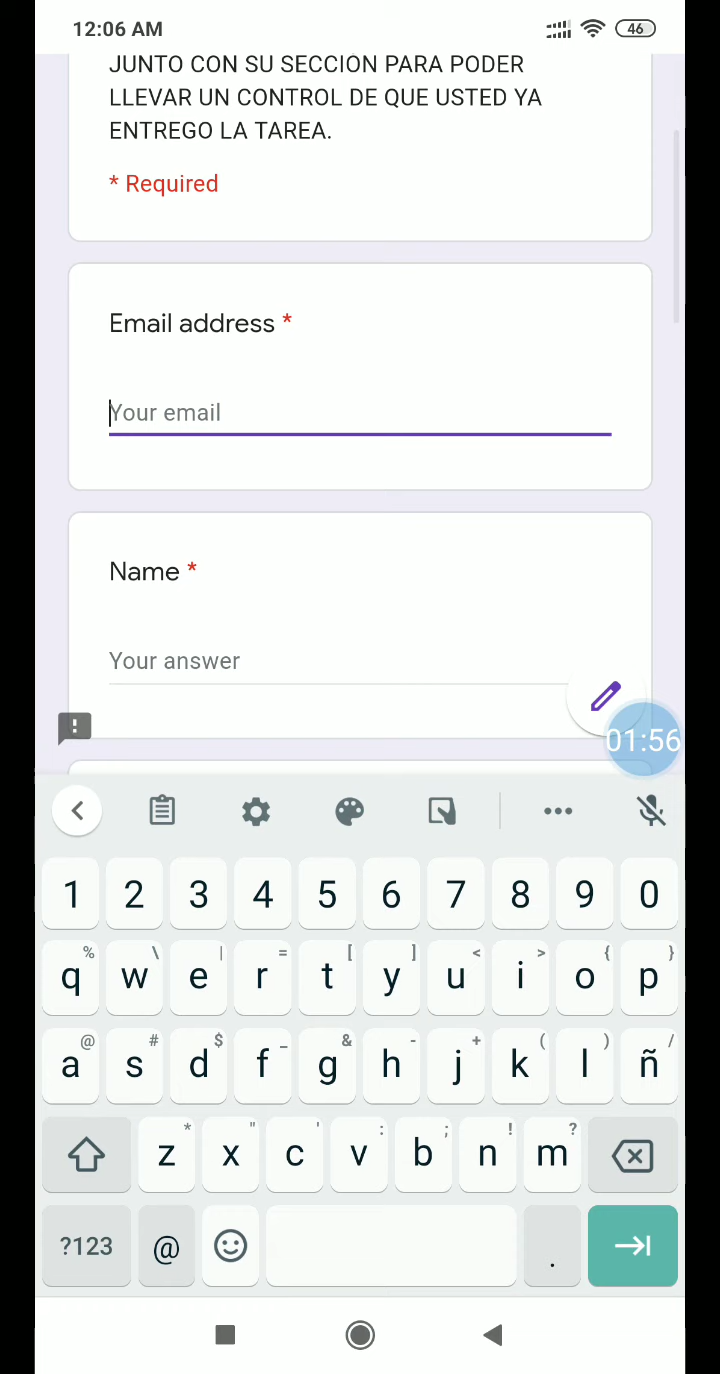 12:06 AM
46
JUNTO CON SU SECCIÓN PARA PODER
LLEVAR UN CONTROL DE QUE USTED YA
ENTREGO LA TAREA.
* Required
Email address *
Your email
Name *
Your answer
01:56
1 2 3 4 5 6 7 8 9 0
% \ | = [ ] < > { }
q w e r t y u i o p
@ # $ _ & - + ( ) /
a s d f g h j k l ñ
* " ' : ; ! ?
z x c v b n m
?123 @ .